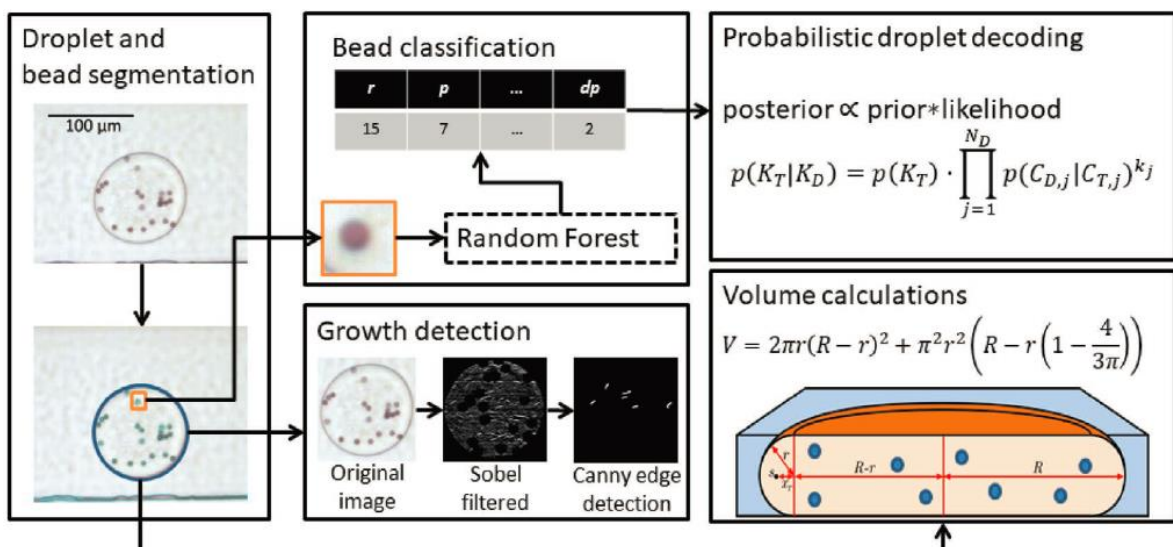 Droplet and
bead segmentation
100 µm
Bead classification
r p ... dp
15 7 ... 2
Random Forest
Growth detection
Original
image
Sobel
filtered
Canny edge
detection
Probabilistic droplet decoding
posterior ∝ prior*likelihood
p(K_T|K_D) = p(K_T) · ∏_{j=1}^{N_D} p(C_{D,j}|C_{T,j})^{k_j}
Volume calculations
V = 2πr(R − r)² + π²r² (R − r (1 − 4/3π))
r
s
x_r
R-r
R